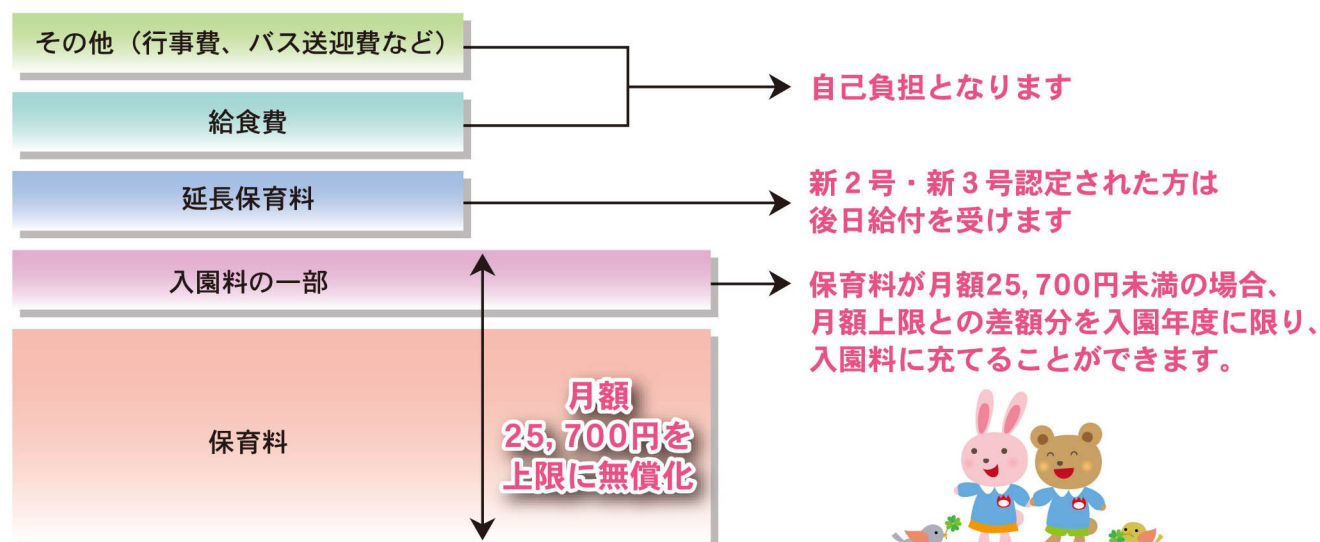 その他（行事費、バス送迎費など）
給食費
自己負担となります
延長保育料
新２号・新３号認定された方は
後日給付を受けます
入園料の一部
保育料が月額25,700円未満の場合、
月額上限との差額分を入園年度に限り、
入園料に充てることができます。
保育料
月額
25,700円を
上限に無償化